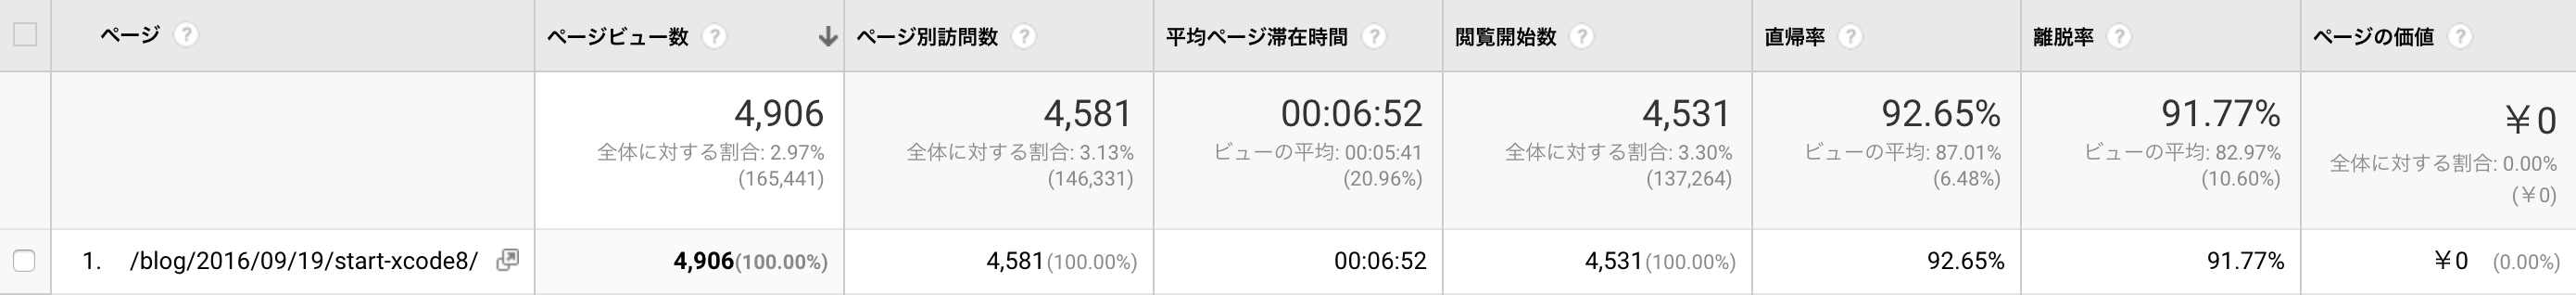 ページ ? ページビュー数 ? ページ別訪問数 ? 平均ページ滞在時間 ? 閲覧開始数 ? 直帰率 ? 離脱率 ? ページの価値 ?
4,906 4,581 00:06:52 4,531 92.65% 91.77% ￥0
全体に対する割合: 2.97% 全体に対する割合: 3.13% ビューの平均: 00:05:41 全体に対する割合: 3.30% ビューの平均: 87.01% ビューの平均: 82.97% 全体に対する割合: 0.00%
(165,441) (146,331) (20.96%) (137,264) (6.48%) (10.60%) (￥0)
1. /blog/2016/09/19/start-xcode8/ 4,906(100.00%) 4,581(100.00%) 00:06:52 4,531(100.00%) 92.65% 91.77% ￥0 (0.00%)